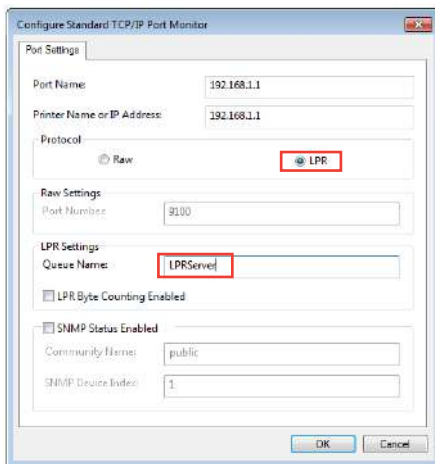 Configure Standard TCP/IP Port Monitor
Port Settings
Port Name: 192.168.1.1
Printer Name or IP Address: 192.168.1.1
Protocol
Raw LPR
Raw Settings
Port Number: 9100
LPR Settings
Queue Name: LPRServer
LPR Byte Counting Enabled
SNMP Status Enabled
Community Name: public
SNMP Device Index: 1
OK Cancel